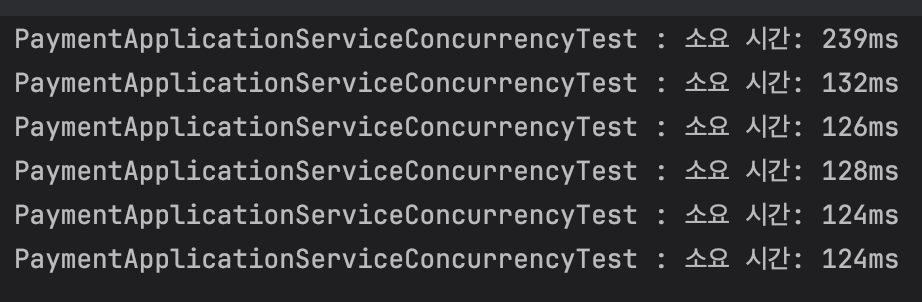 PaymentApplicationServiceConcurrencyTest : 소요 시간: 239ms
PaymentApplicationServiceConcurrencyTest : 소요 시간: 132ms
PaymentApplicationServiceConcurrencyTest : 소요 시간: 126ms
PaymentApplicationServiceConcurrencyTest : 소요 시간: 128ms
PaymentApplicationServiceConcurrencyTest : 소요 시간: 124ms
PaymentApplicationServiceConcurrencyTest : 소요 시간: 124ms